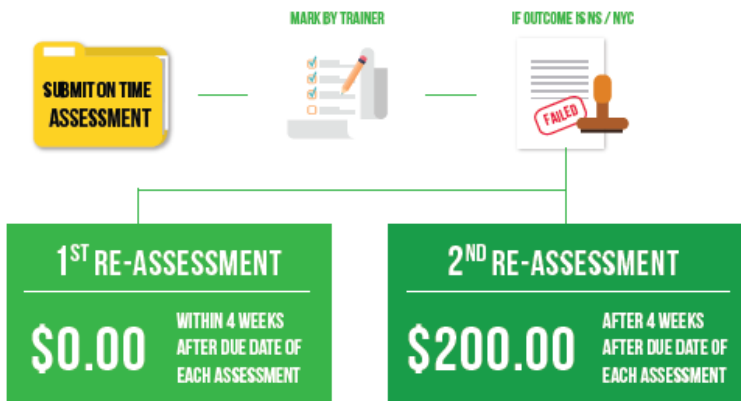 MARK BY TRAINER
IF OUTCOME IS NS / NYC
SUBMIT ON TIME
ASSESSMENT
FAILED
1ST RE-ASSESSMENT
$0.00
WITHIN 4 WEEKS
AFTER DUE DATE OF
EACH ASSESSMENT
2ND RE-ASSESSMENT
$200.00
AFTER 4 WEEKS
AFTER DUE DATE OF
EACH ASSESSMENT